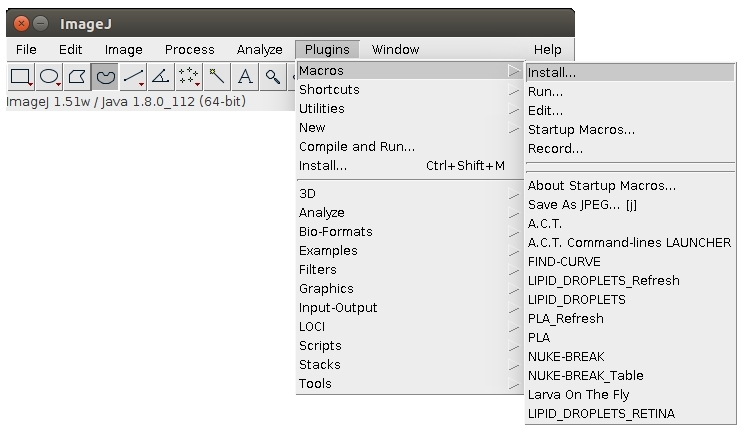 ImageJ
File Edit Image Process Analyze Plugins Window Help
A
ImageJ 1.51w / Java 1.8.0_112 (64-bit)
Macros
Shortcuts
Utilities
New
Compile and Run...
Install... Ctrl+Shift+M
3D
Analyze
Bio-Formats
Examples
Filters
Graphics
Input-Output
LOCI
Scripts
Stacks
Tools
Install...
Run...
Edit...
Startup Macros...
Record...
About Startup Macros...
Save As JPEG... [j]
A.C.T.
A.C.T. Command-lines LAUNCHER
FIND-CURVE
LIPID_DROPLETS_Refresh
LIPID_DROPLETS
PLA_Refresh
PLA
NUKE-BREAK
NUKE-BREAK_Table
Larva On The Fly
LIPID_DROPLETS_RETINA